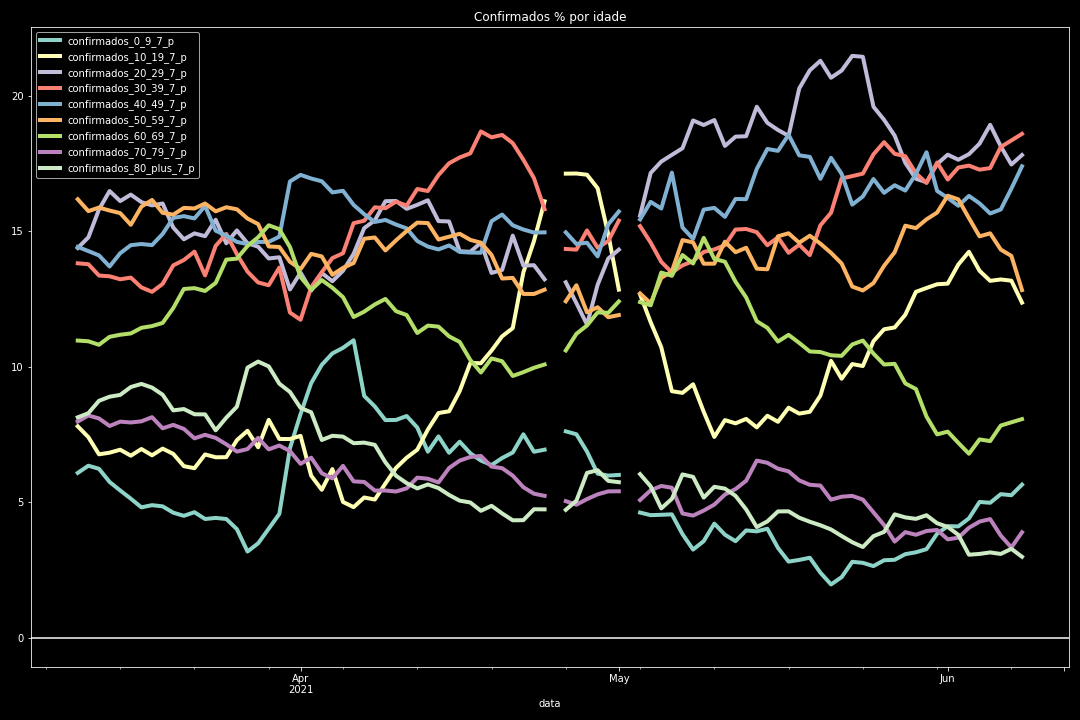 Confirmados % por idade
confirmados_0_9_7_p
confirmados_10_19_7_p
confirmados_20_29_7_p
confirmados_30_39_7_p
confirmados_40_49_7_p
confirmados_50_59_7_p
confirmados_60_69_7_p
confirmados_70_79_7_p
confirmados_80_plus_7_p
20
15
10
5
0
Apr
2021
May
Jun
data